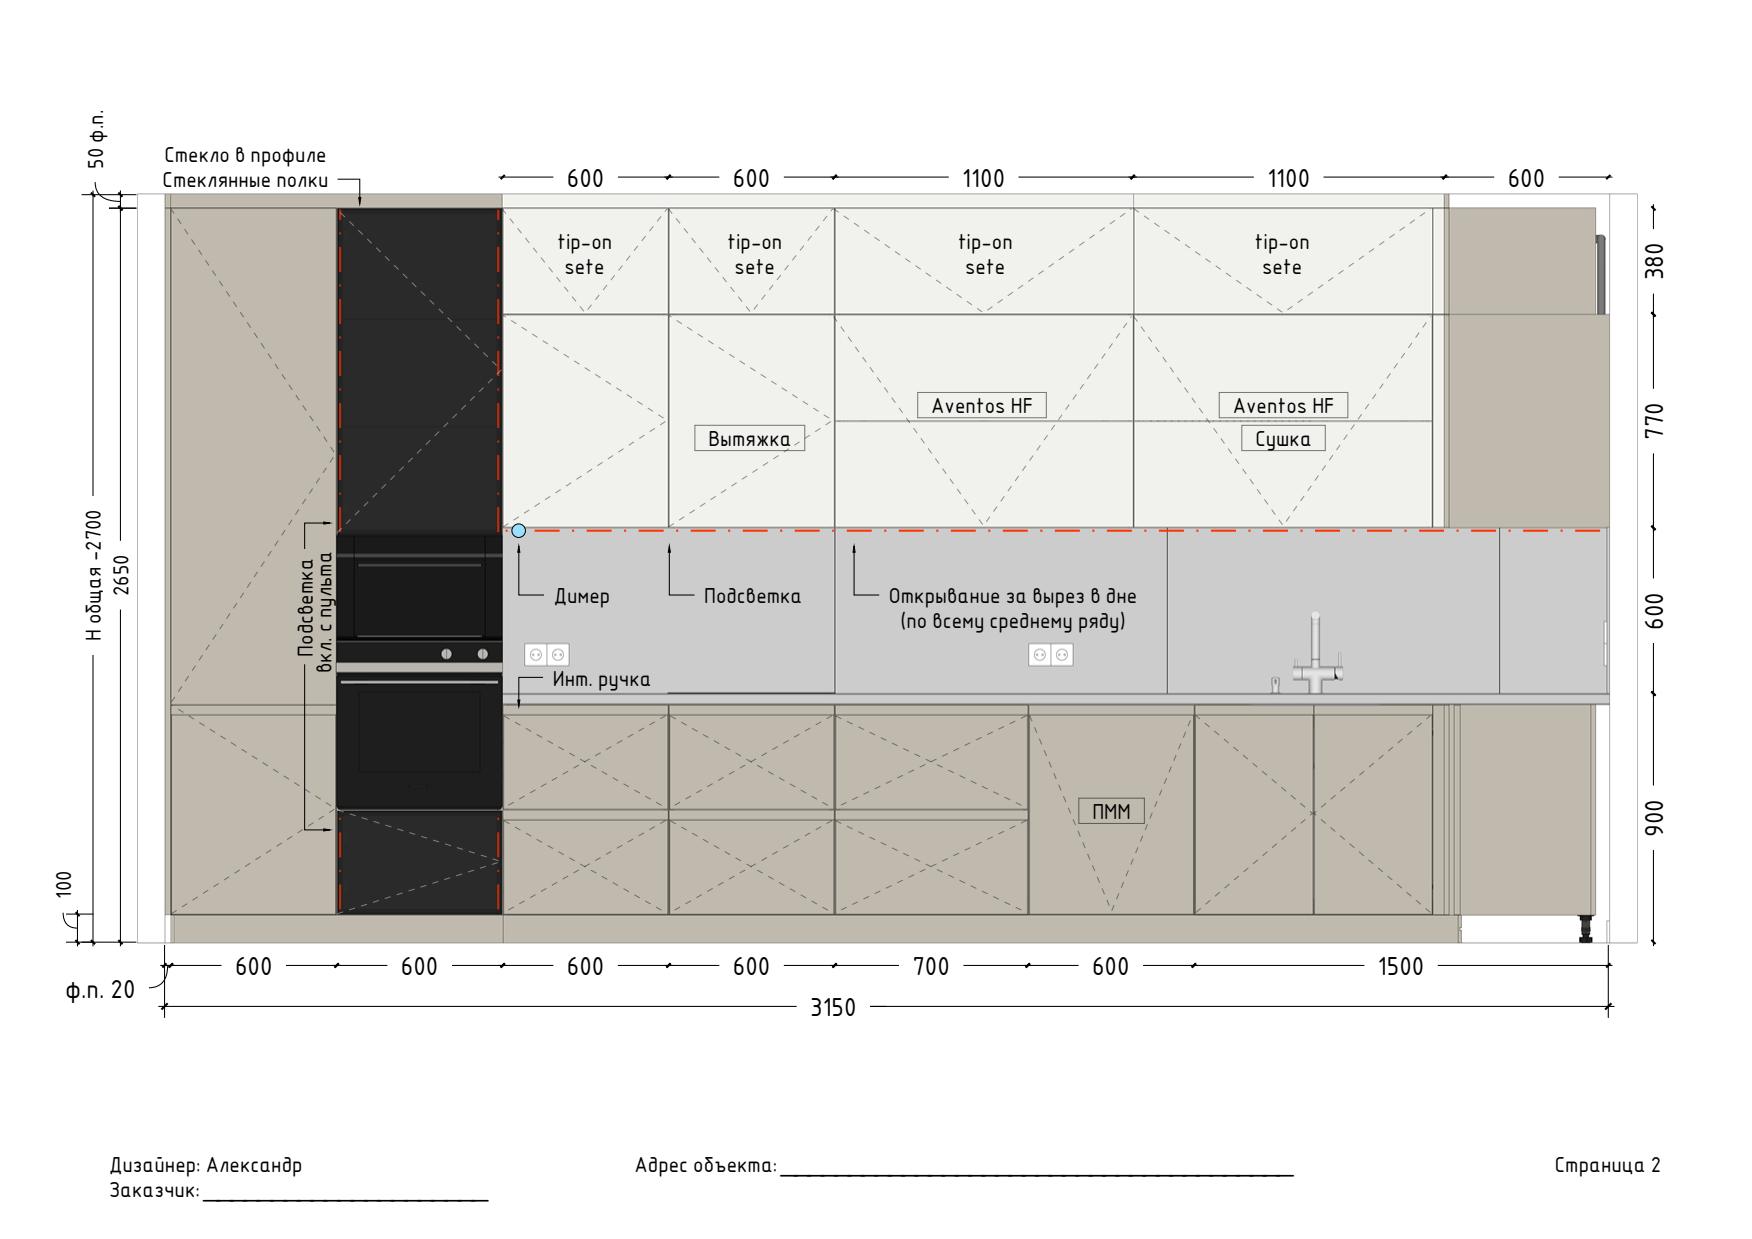 50 ф.п.
Стекло в профиле
Стеклянные полки
600
600
1100
1100
600
tip-on
sete
tip-on
sete
tip-on
sete
tip-on
sete
380
770
600
900
Aventos HF
Aventos HF
Вытяжка
Сушка
H общая -2700
2650
Подсветка
вкл. с пульта
Димер
Подсветка
Открывание за вырез в дне
(по всему среднему ряду)
Инт. ручка
ПММ
100
600
600
600
600
700
600
1500
ф.п. 20
3150
Дизайнер: Александр
Заказчик:
Адрес объекта:
Страница 2